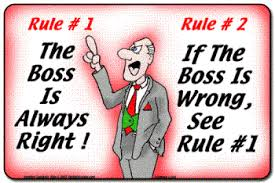 Rule # 1
The
Boss
Is
Always
Right !
Rule # 2
If The
Boss Is
Wrong,
See
Rule #1